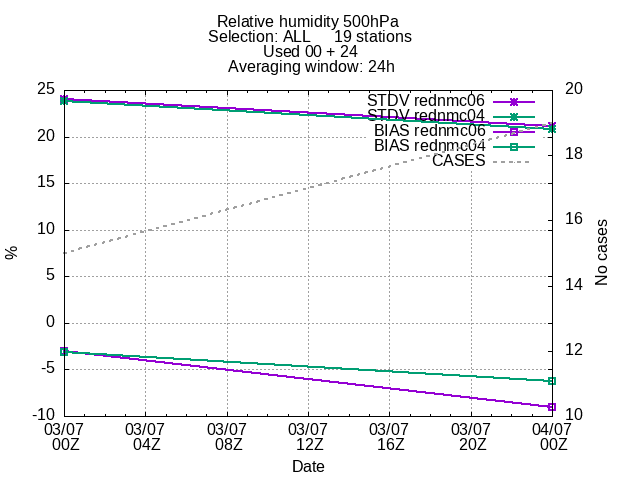 Relative humidity 500hPa
Selection: ALL 19 stations
Used 00 + 24
Averaging window: 24h
STDV rednmc06
STDV rednmc04
BIAS rednmc06
BIAS rednmc04
CASES
25
20
15
10
5
0
-5
-10
%
20
18
16
14
12
10
No cases
03/07 03/07 03/07 03/07 03/07 03/07 04/07
00Z 04Z 08Z 12Z 16Z 20Z 00Z
Date